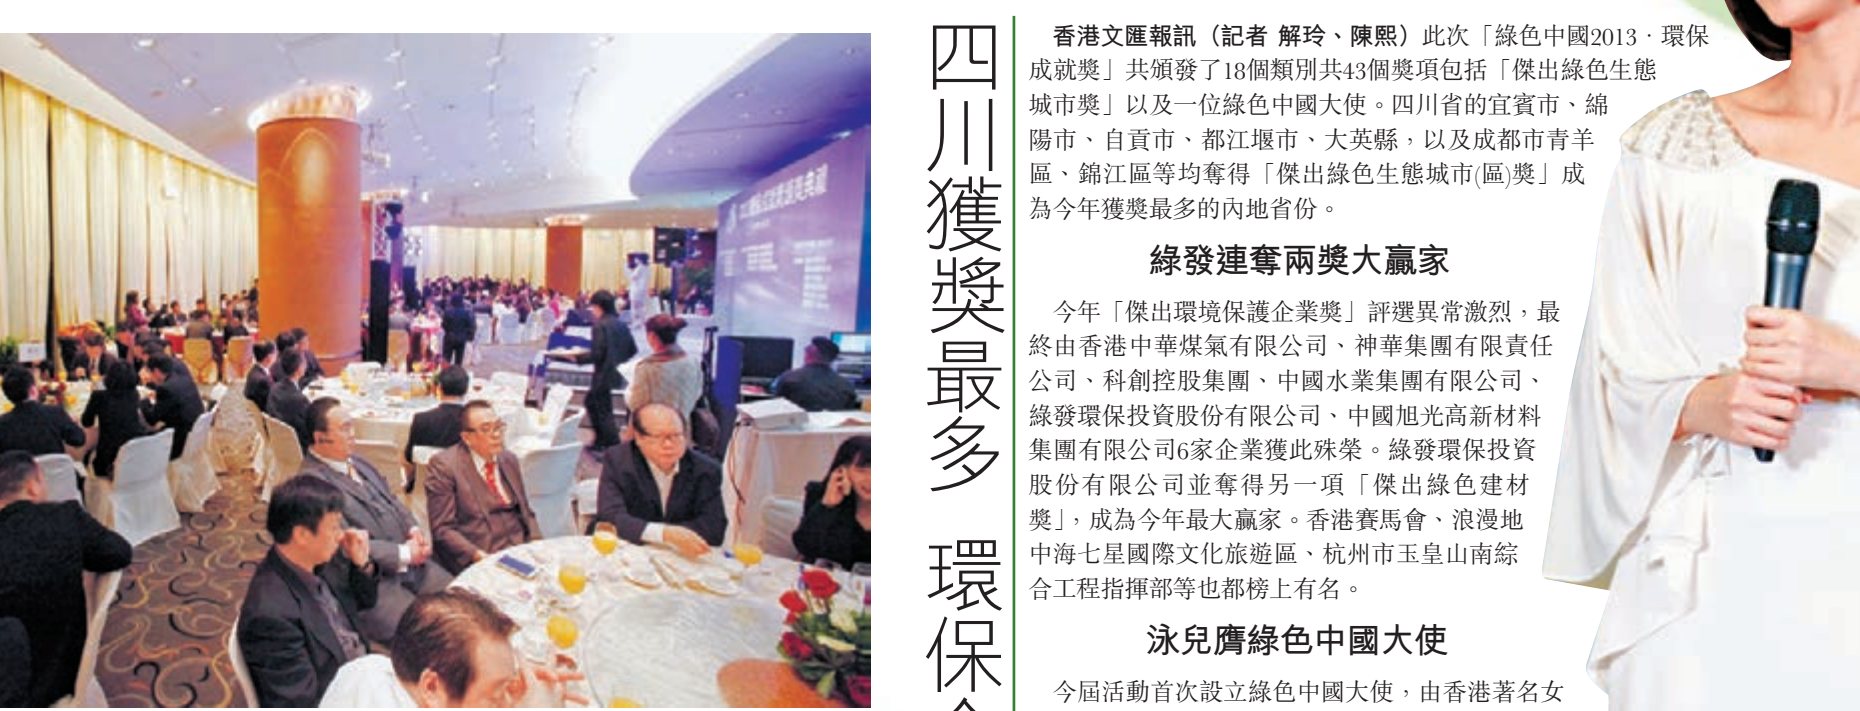 四川獲獎最多 環保
香港文匯報訊（記者 解玲、陳熙）此次「綠色中國2013．環保
成就獎」共頒發了18個類別共43個獎項包括「傑出綠色生態
城市獎」以及一位綠色中國大使。四川省的宜賓市、綿
陽市、自貢市、都江堰市、大英縣，以及成都市青羊
區、錦江區等均奪得「傑出綠色生態城市(區)獎」成
為今年獲獎最多的內地省份。
綠發連奪兩獎大贏家
今年「傑出環境保護企業獎」評選異常激烈，最
終由香港中華煤氣有限公司、神華集團有限責任
公司、科創控股集團、中國水業集團有限公司、
綠發環保投資股份有限公司、中國旭光高新材料
集團有限公司6家企業獲此殊榮。綠發環保投資
股份有限公司並奪得另一項「傑出綠色建材
獎」，成為今年最大贏家。香港賽馬會、浪漫地
中海七星國際文化旅遊區、杭州市玉皇山南綜
合工程指揮部等也都榜上有名。
泳兒膺綠色中國大使
今屆活動首次設立綠色中國大使，由香港著名女